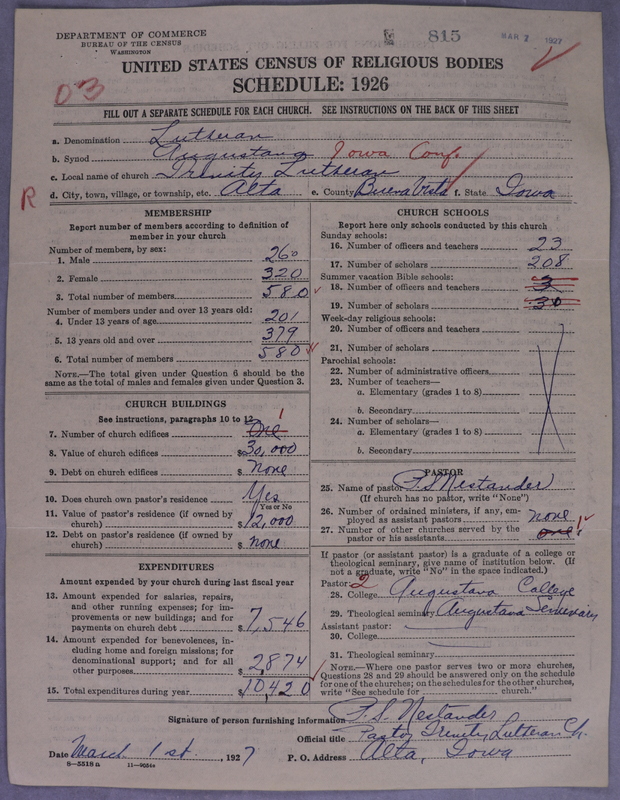 DEPARTMENT OF COMMERCE
BUREAU OF THE CENSUS
WASHINGTON
815
MAR 2 1927
UNITED STATES CENSUS OF RELIGIOUS BODIES
SCHEDULE: 1926
03
FILL OUT A SEPARATE SCHEDULE FOR EACH CHURCH. SEE INSTRUCTIONS ON THE BACK OF THIS SHEET
a. Denomination Lutheran
b. Synod Augustana Iowa Conf.
c. Local name of church Trinity Lutheran
R
d. City, town, village, or township, etc. Alta e. County Buena Vista f. State Iowa
MEMBERSHIP
Report number of members according to definition of
member in your church
Number of members, by sex:
1. Male 260
2. Female 320
3. Total number of members 580
Number of members under and over 13 years old:
4. Under 13 years of age 201
5. 13 years old and over 379
6. Total number of members 580
NOTE.—The total given under Question 6 should be
same as the total of males and females given under Question 3.
CHURCH BUILDINGS
See instructions, paragraphs 10 to 12
7. Number of church edifices One 1
8. Value of church edifices $30,000
9. Debt on church edifices $ none
10. Does church own pastor's residence Yes
Yes or No
11. Value of pastor's residence (if owned by
church) $12,000
12. Debt on pastor's residence (if owned by
church) $ none
EXPENDITURES
Amount expended by your church during last fiscal year
13. Amount expended for salaries, repairs,
and other running expenses; for im-
provements or new buildings; and for
payments on church debt $7,546
14. Amount expended for benevolences, in-
cluding home and foreign missions; for
denominational support; and for all
other purposes $2,874
15. Total expenditures during year $10,420
CHURCH SCHOOLS
Report here only schools conducted by this church
Sunday schools:
16. Number of officers and teachers 23
17. Number of scholars 208
Summer vacation Bible schools:
18. Number of officers and teachers 3
19. Number of scholars 30
Week-day religious schools:
20. Number of officers and teachers
21. Number of scholars
Parochial schools:
22. Number of administrative officers
23. Number of teachers—
a. Elementary (grades 1 to 8)
b. Secondary
24. Number of scholars—
a. Elementary (grades 1 to 8)
b. Secondary
PASTOR
25. Name of pastor P. S. Nestander
(If church has no pastor, write "None")
26. Number of ordained ministers, if any, em-
ployed as assistant pastors none
27. Number of other churches served by the
pastor or his assistants one 1
If pastor (or assistant pastor) is a graduate of a college or
theological seminary, give name of institution below. (If
not a graduate, write "No" in the space indicated.)
Pastor: 2
28. College Augustana College
29. Theological seminary Augustana Seminary
Assistant pastor:
30. College
31. Theological seminary
NOTE.—Where one pastor serves two or more churches,
Questions 28 and 29 should be answered only on the schedule
for one of the churches; on the schedules for the other churches,
write "See schedule for church."
Signature of person furnishing information P. S. Nestander
Official title Pastor Trinity Lutheran Ch.
Date March 1st, 1927 P. O. Address Alta, Iowa
8—5518 a 11—9054a